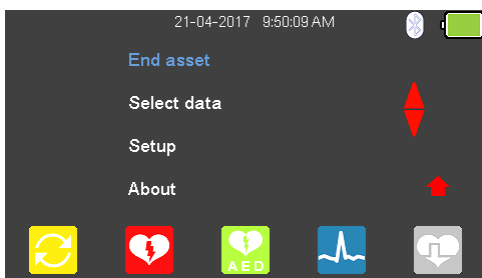 21-04-2017 9:50:09 AM
End asset
Select data
Setup
About
AED